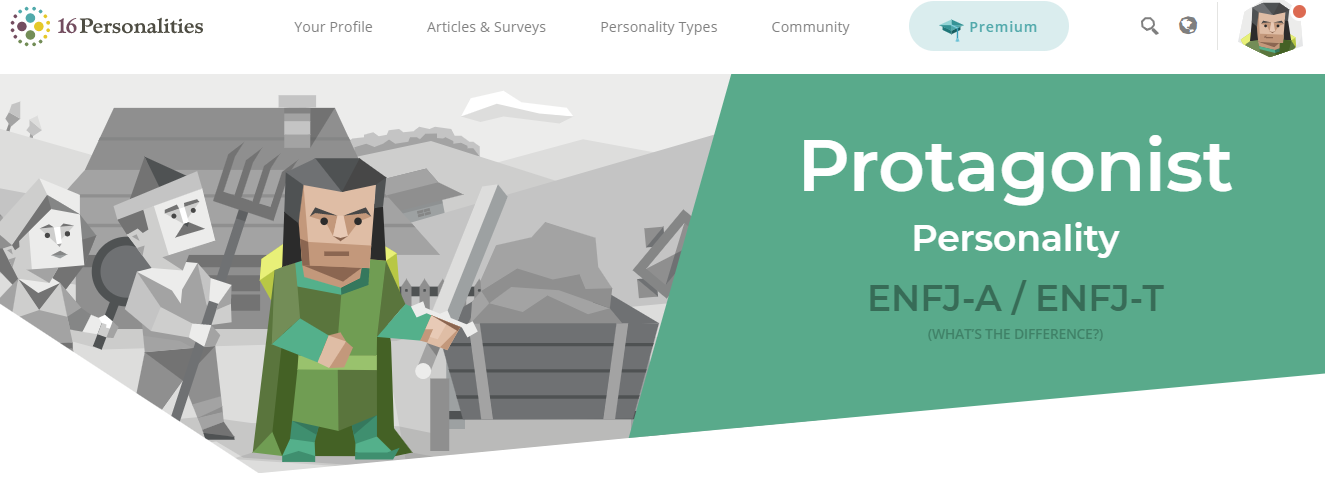 16Personalities
Your Profile
Articles & Surveys
Personality Types
Community
Premium
Protagonist
Personality
ENFJ-A / ENFJ-T
(WHAT'S THE DIFFERENCE?)